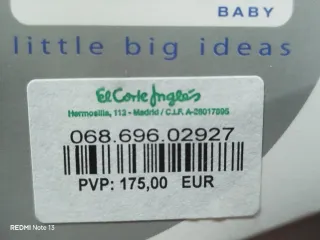 BABY
little big ideas
El Corte Inglés
Hermosilla, 112 - Madrid / C.I.F. A-28017895
068.696.02927
PVP: 175,00 EUR
REDMI Note 13